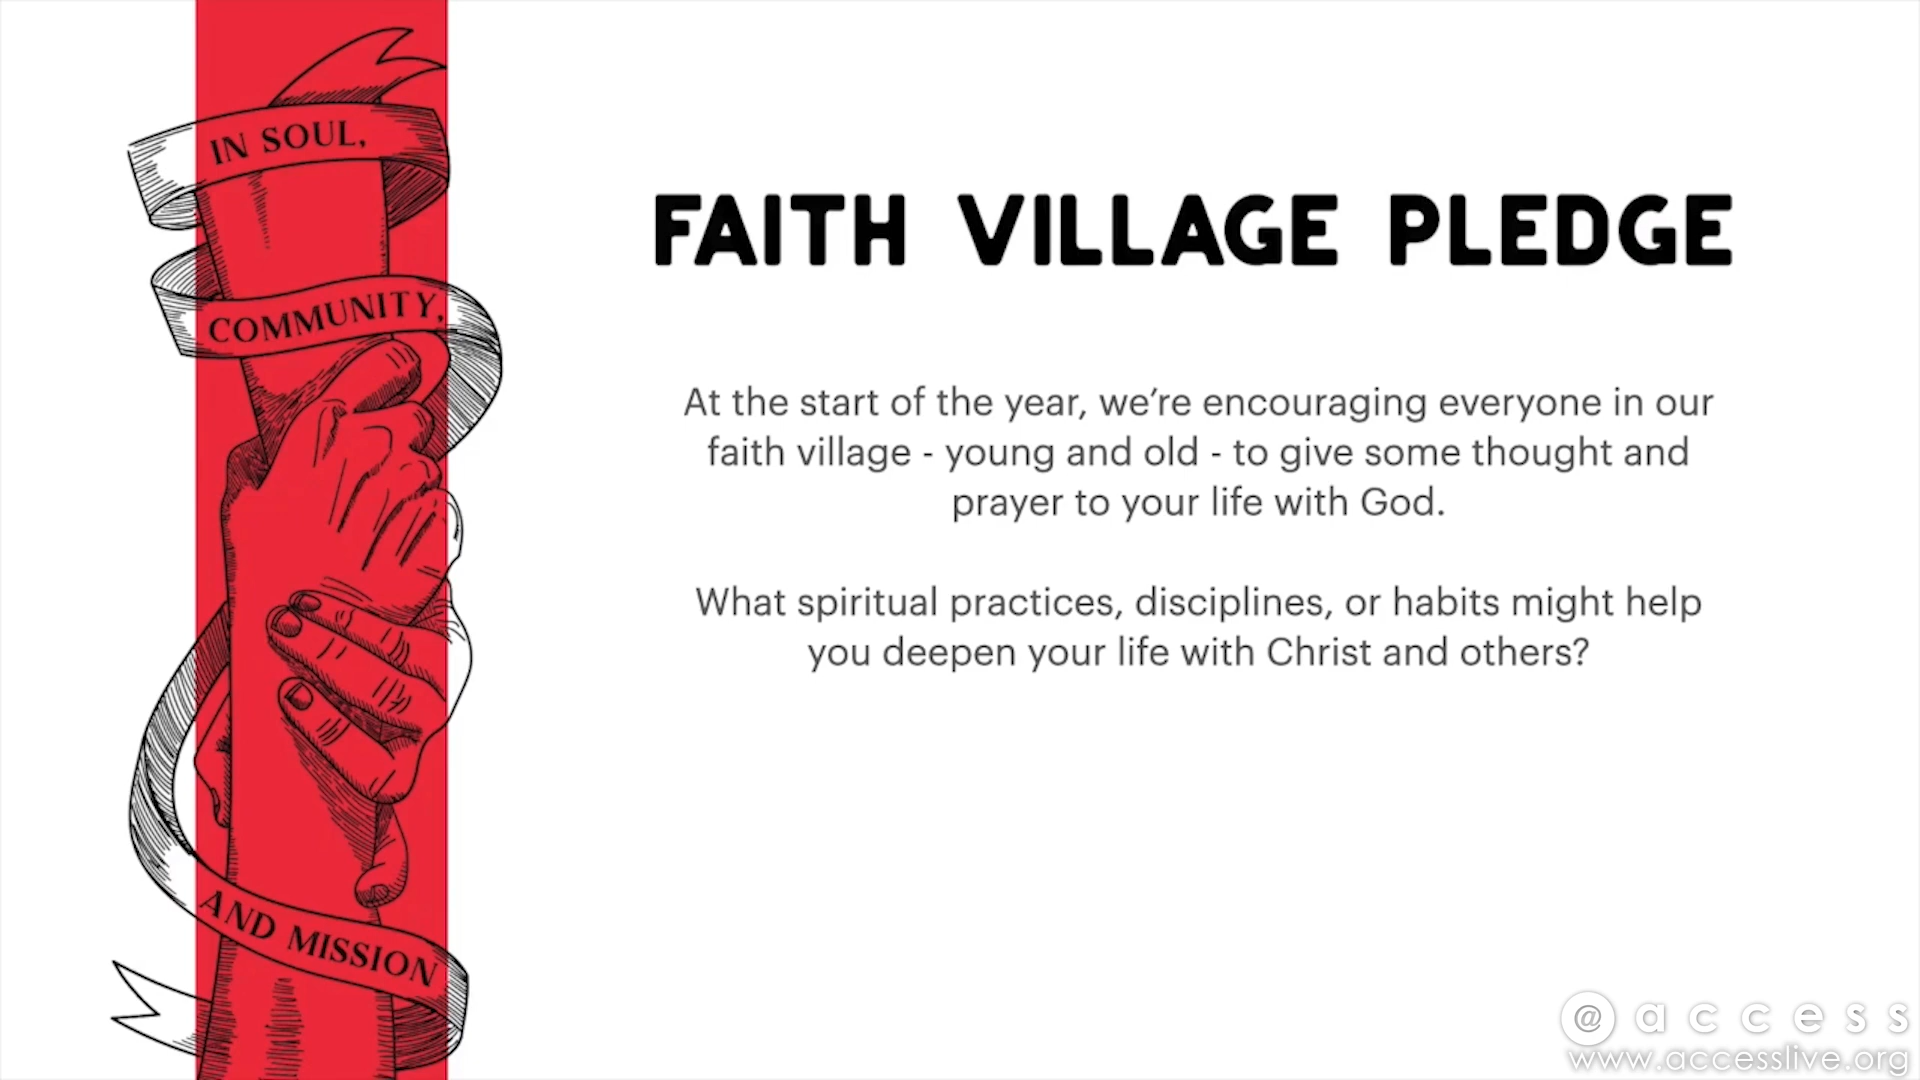 IN SOUL,
COMMUNITY,
AND MISSION
FAITH VILLAGE PLEDGE
At the start of the year, we’re encouraging everyone in our
faith village - young and old - to give some thought and
prayer to your life with God.
What spiritual practices, disciplines, or habits might help
you deepen your life with Christ and others?
@access
www.accesslive.org